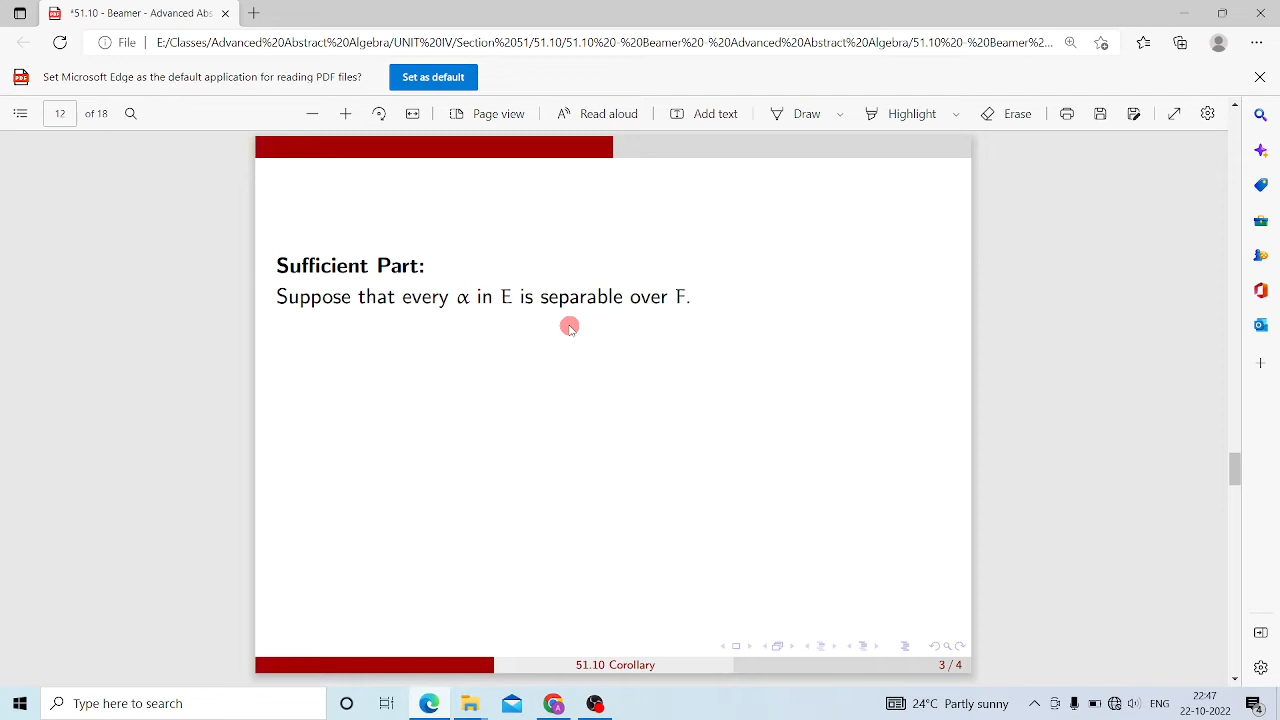 *51.10 - Beamer - Advanced Abs
File
E:/Classes/Advanced%20Abstract%20Algebra/UNIT%20IV/Section%2051/51.10/51.10%20-%20Beamer%20-%20Advanced%20Abstract%20Algebra/51.10%20-%20Beamer%2...
Set Microsoft Edge as the default application for reading PDF files?
Set as default
12 of 18
Page view
Read aloud
Add text
Draw
Highlight
Erase
Sufficient Part:
Suppose that every α in E is separable over F.
51.10 Corollary
3 / 4
Type here to search
24°C Partly sunny
ENG
22:47
22-10-2022
4